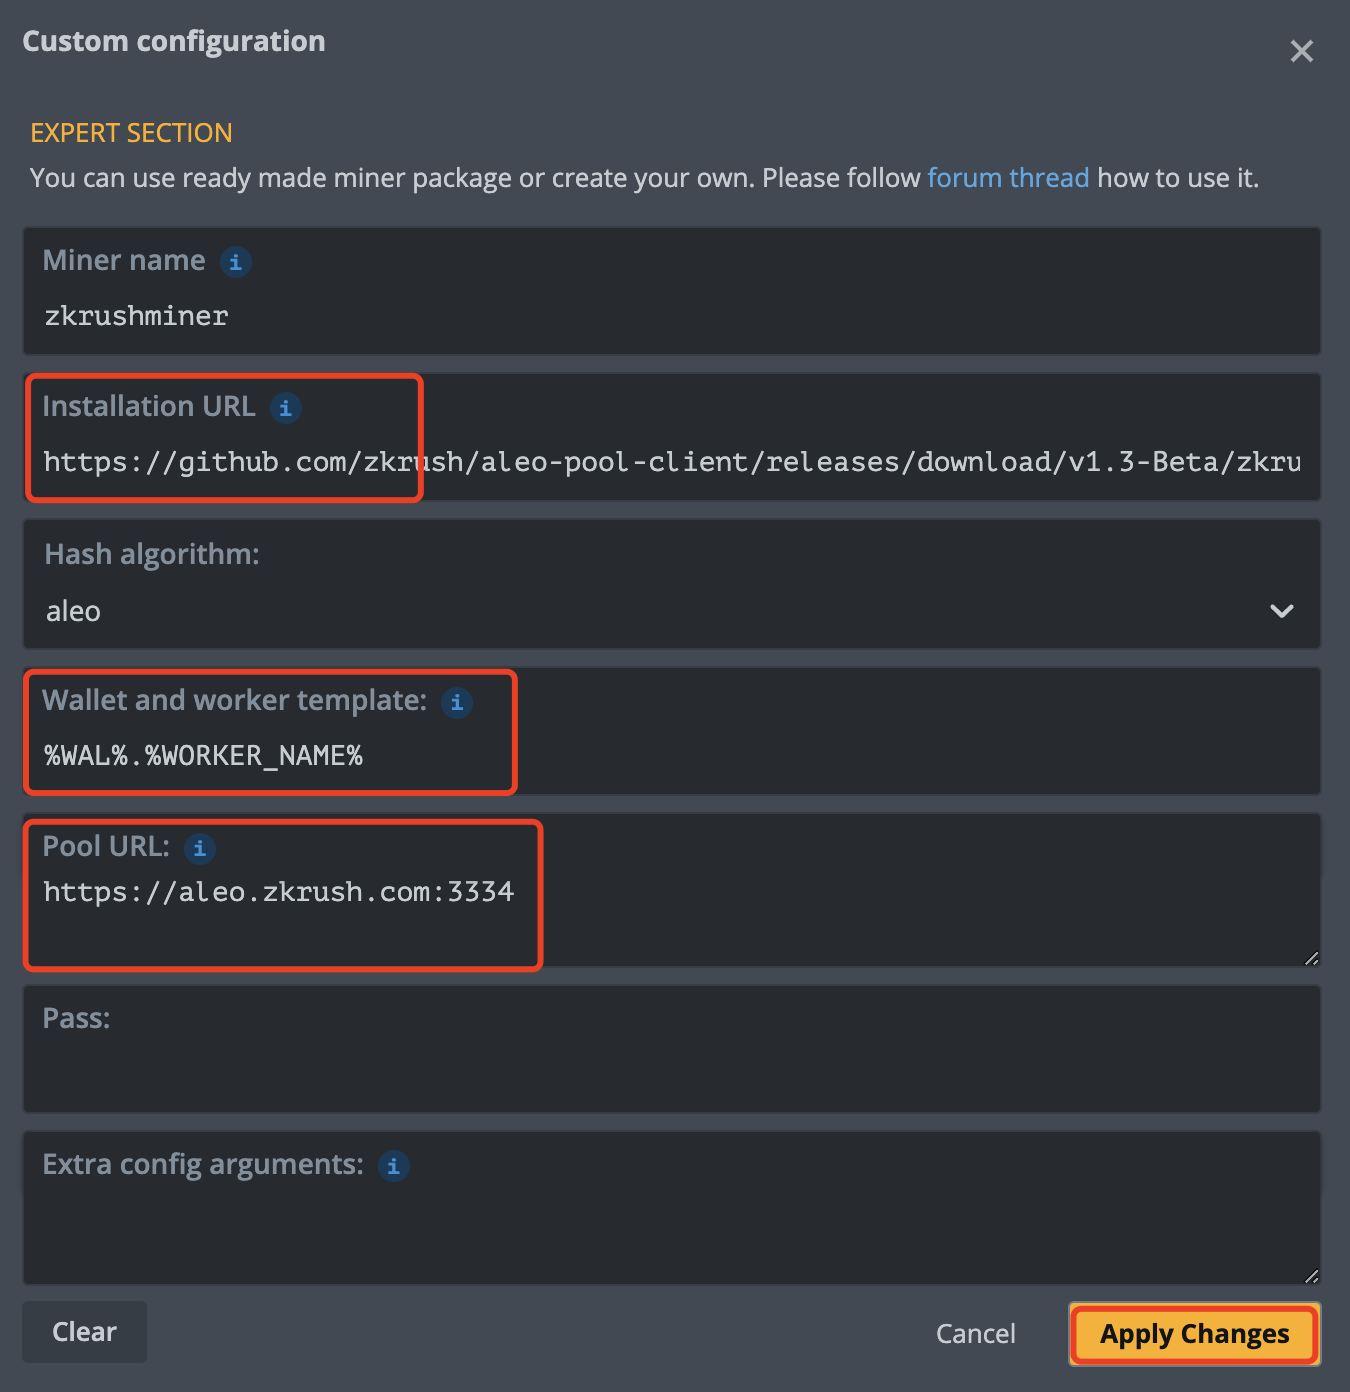 Custom configuration
EXPERT SECTION
You can use ready made miner package or create your own. Please follow forum thread how to use it.
Miner name
zkrushminer
Installation URL
https://github.com/zkrush/aleo-pool-client/releases/download/v1.3-Beta/zkru
Hash algorithm:
aleo
Wallet and worker template:
%WAL%.%WORKER_NAME%
Pool URL:
https://aleo.zkrush.com:3334
Pass:
Extra config arguments:
Clear
Cancel
Apply Changes